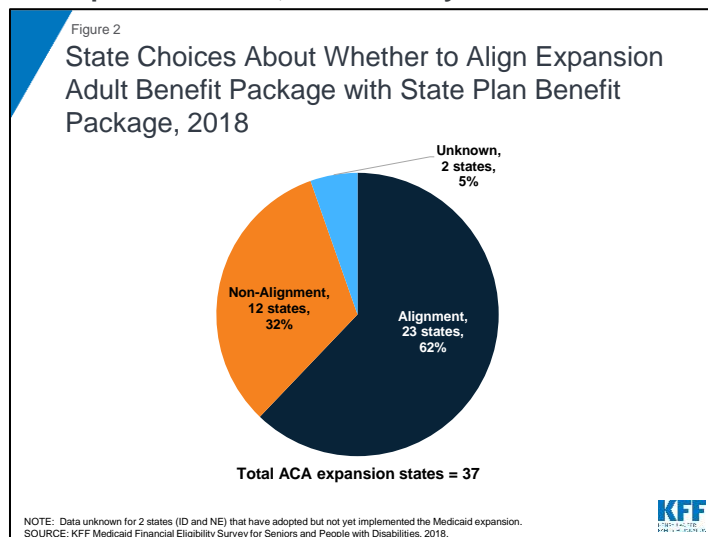 Figure 2
State Choices About Whether to Align Expansion
Adult Benefit Package with State Plan Benefit
Package, 2018
Unknown,
2 states,
5%
Non-Alignment,
12 states,
32%
Alignment,
23 states,
62%
Total ACA expansion states = 37
NOTE:  Data unknown for 2 states (ID and NE) that have adopted but not yet implemented the Medicaid expansion.
SOURCE: KFF Medicaid Financial Eligibility Survey for Seniors and People with Disabilities, 2018.
KFF